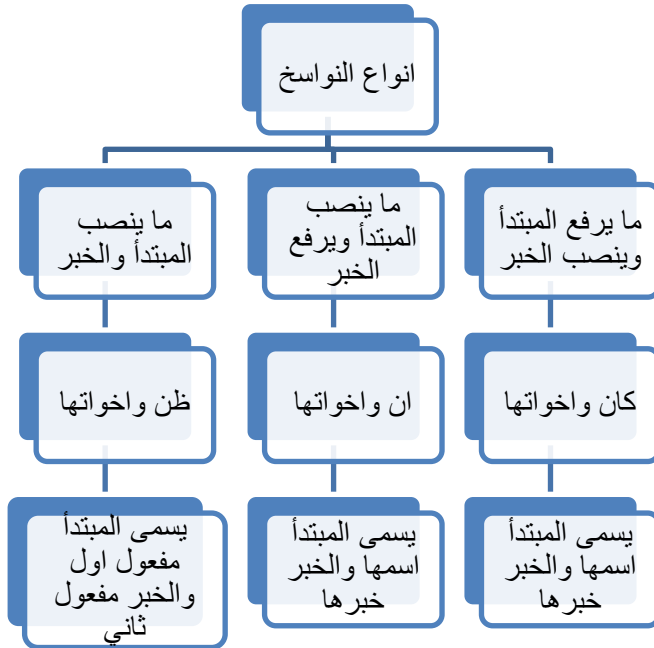 انواع النواسخ
ما يرفع المبتدأ
وينصب الخبر
ما ينصب
المبتدأ ويرفع
الخبر
ما ينصب
المبتدأ والخبر
كان واخواتها
ان واخواتها
ظن واخواتها
يسمى المبتدأ
اسمها والخبر
خبرها
يسمى المبتدأ
اسمها والخبر
خبرها
يسمى المبتدأ
مفعول اول
والخبر مفعول
ثاني